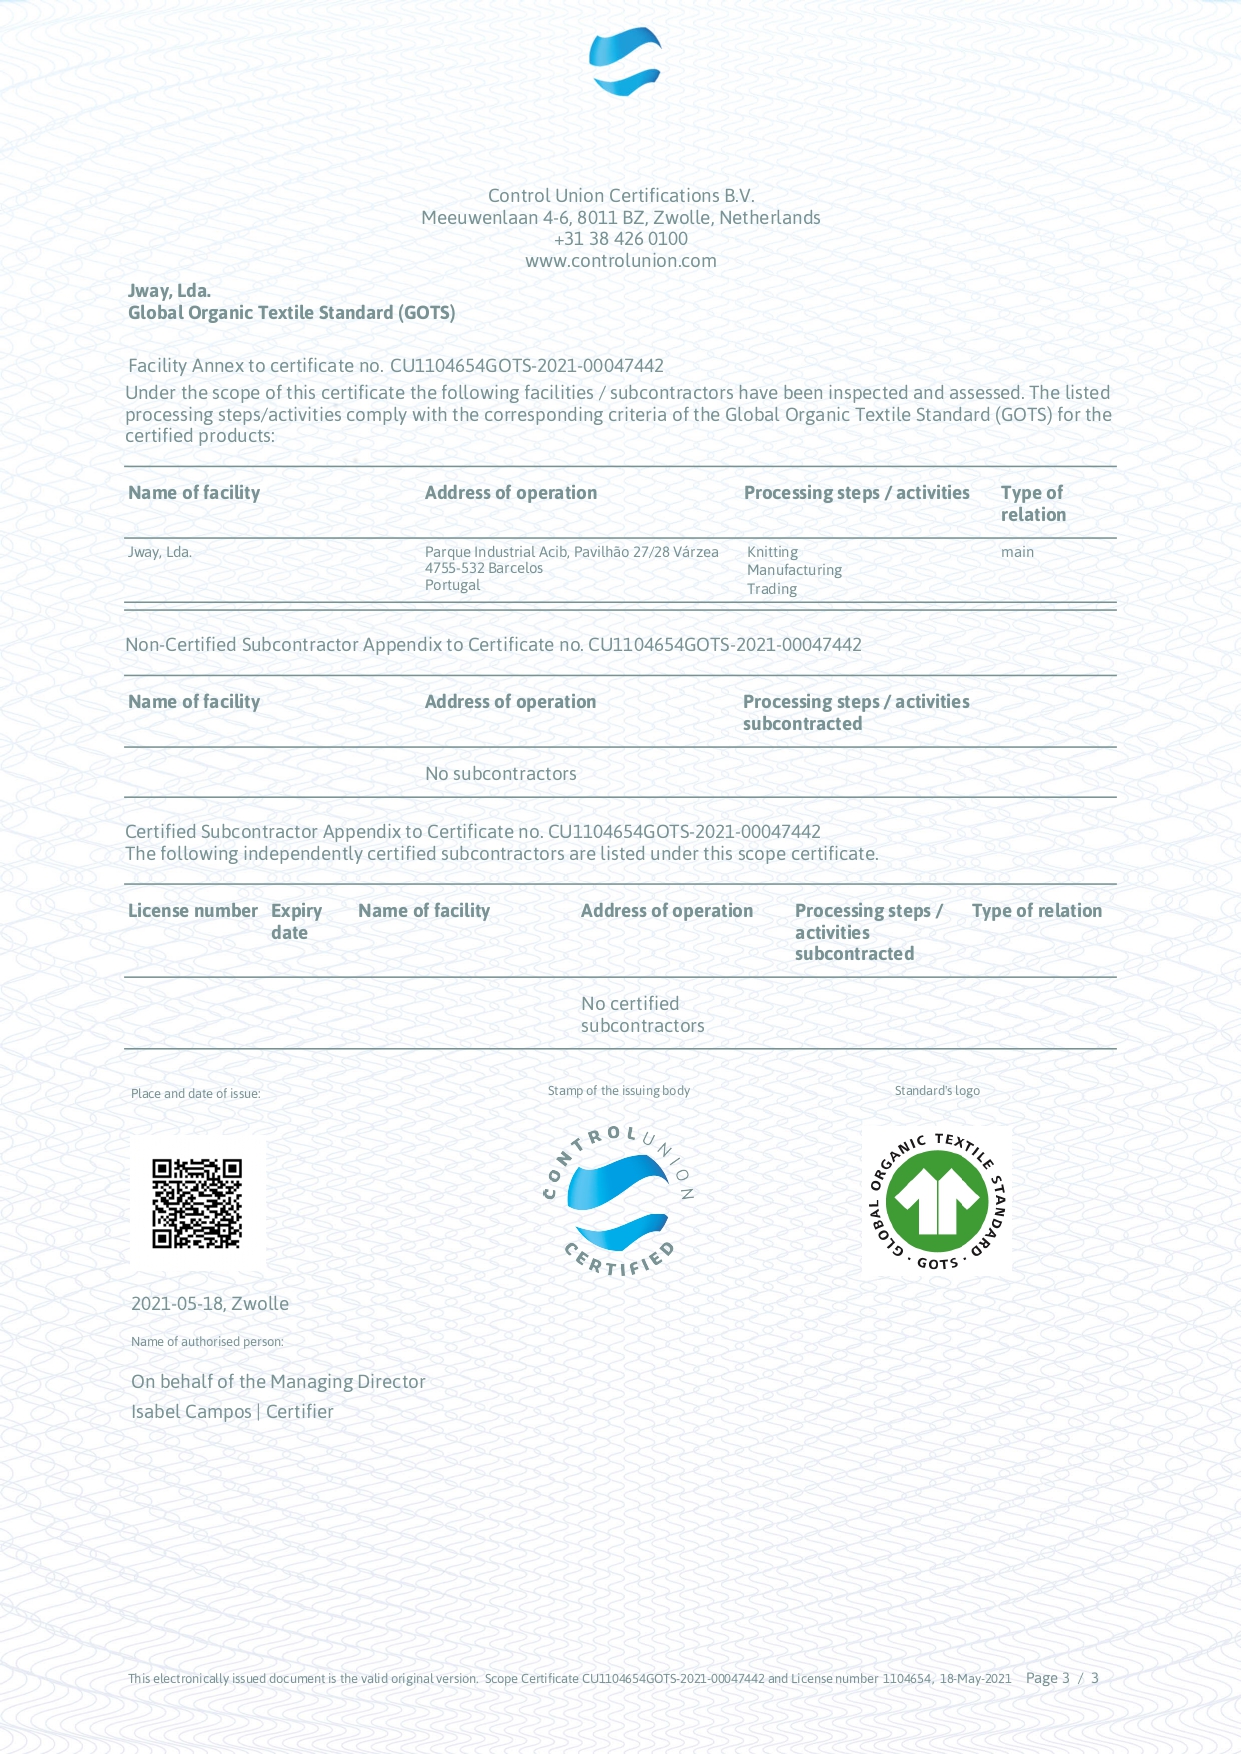 Control Union Certifications B.V.
Meeuwenlaan 4-6, 8011 BZ, Zwolle, Netherlands
+31 38 426 0100
www.controlunion.com
Jway, Lda.
Global Organic Textile Standard (GOTS)
Facility Annex to certificate no. CU1104654GOTS-2021-00047442
Under the scope of this certificate the following facilities / subcontractors have been inspected and assessed. The listed
processing steps/activities comply with the corresponding criteria of the Global Organic Textile Standard (GOTS) for the
certified products:
Name of facility Address of operation Processing steps / activities Type of
relation
Jway, Lda. Parque Industrial Acib, Pavilhão 27/28 Várzea Knitting main
4755-532 Barcelos Manufacturing
Portugal Trading
Non-Certified Subcontractor Appendix to Certificate no. CU1104654GOTS-2021-00047442
Name of facility Address of operation Processing steps / activities
subcontracted
No subcontractors
Certified Subcontractor Appendix to Certificate no. CU1104654GOTS-2021-00047442
The following independently certified subcontractors are listed under this scope certificate.
License number Expiry Name of facility Address of operation Processing steps / Type of relation
date activities
subcontracted
No certified
subcontractors
Place and date of issue: Stamp of the issuing body Standard's logo
CONTROLUNION
CERTIFIED
GLOBAL ORGANIC TEXTILE STANDARD · GOTS ·
2021-05-18, Zwolle
Name of authorised person:
On behalf of the Managing Director
Isabel Campos | Certifier
This electronically issued document is the valid original version. Scope Certificate CU1104654GOTS-2021-00047442 and License number 1104654, 18-May-2021 Page 3 / 3